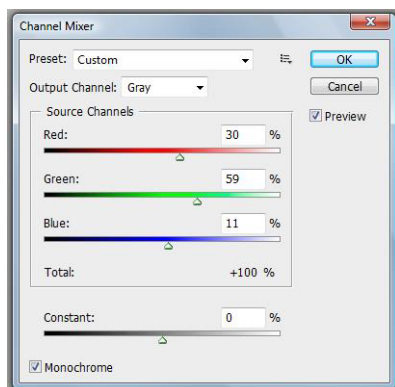 Channel Mixer
Preset: Custom
OK
Output Channel: Gray
Cancel
Source Channels
Preview
Red: 30 %
Green: 59 %
Blue: 11 %
Total: +100 %
Constant: 0 %
Monochrome